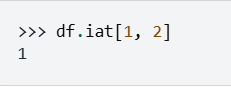 >>> df.iat[1, 2]
1